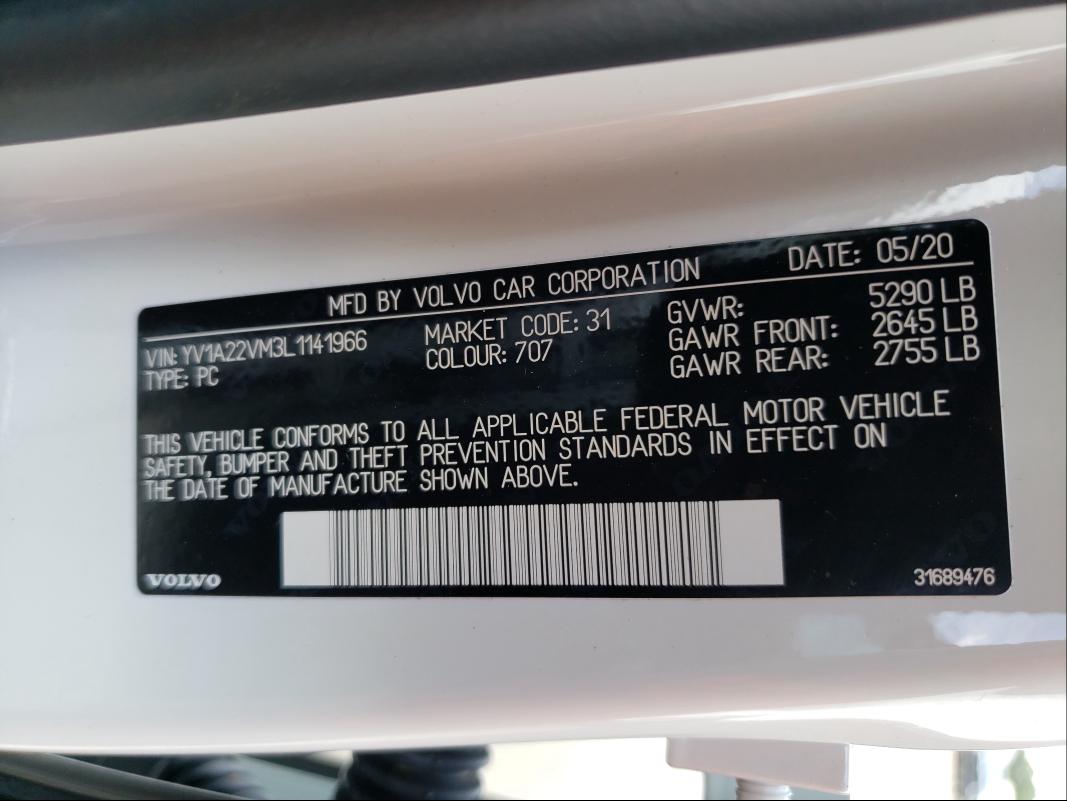 MFD BY VOLVO CAR CORPORATION DATE: 05/20
VIN: YV1A22VM3L1141966 MARKET CODE: 31 GVWR: 5290 LB
TYPE: PC COLOUR: 707 GAWR FRONT: 2645 LB
GAWR REAR: 2755 LB
THIS VEHICLE CONFORMS TO ALL APPLICABLE FEDERAL MOTOR VEHICLE
SAFETY, BUMPER AND THEFT PREVENTION STANDARDS IN EFFECT ON
THE DATE OF MANUFACTURE SHOWN ABOVE.
VOLVO 31689476